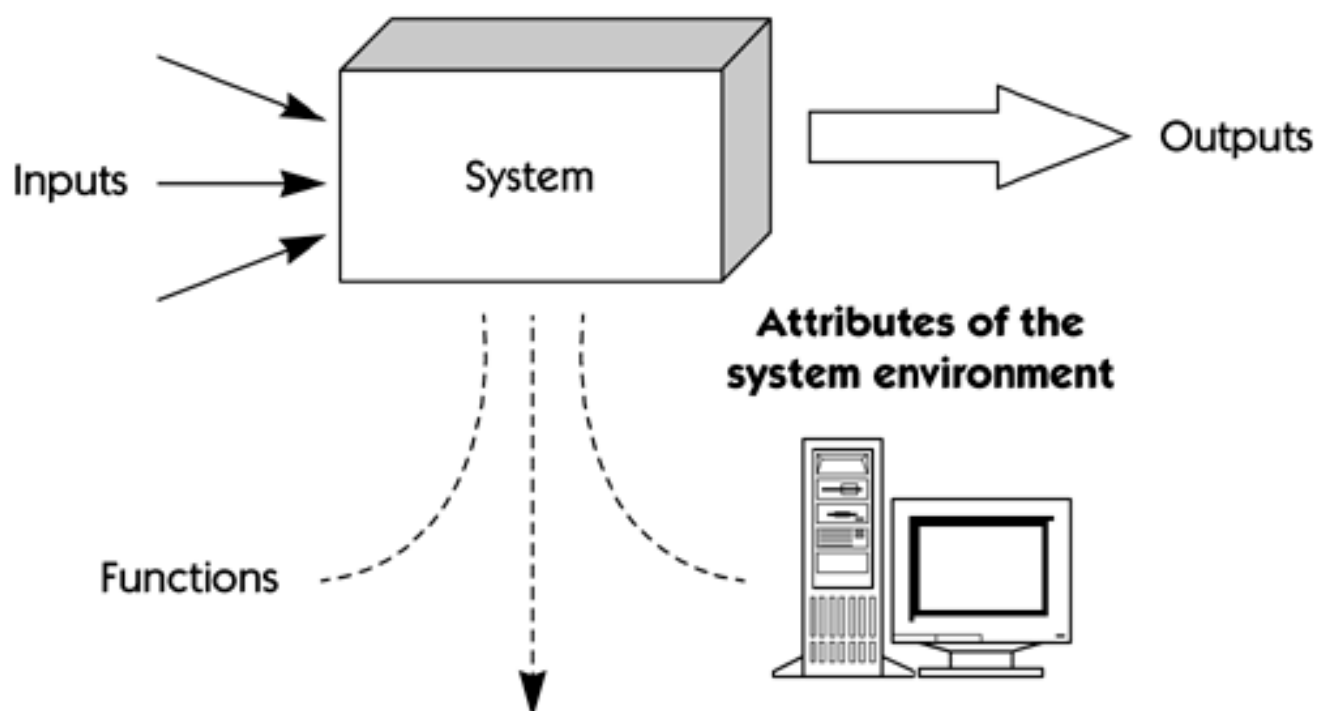 Inputs
System
Outputs
Attributes of the
system environment
Functions